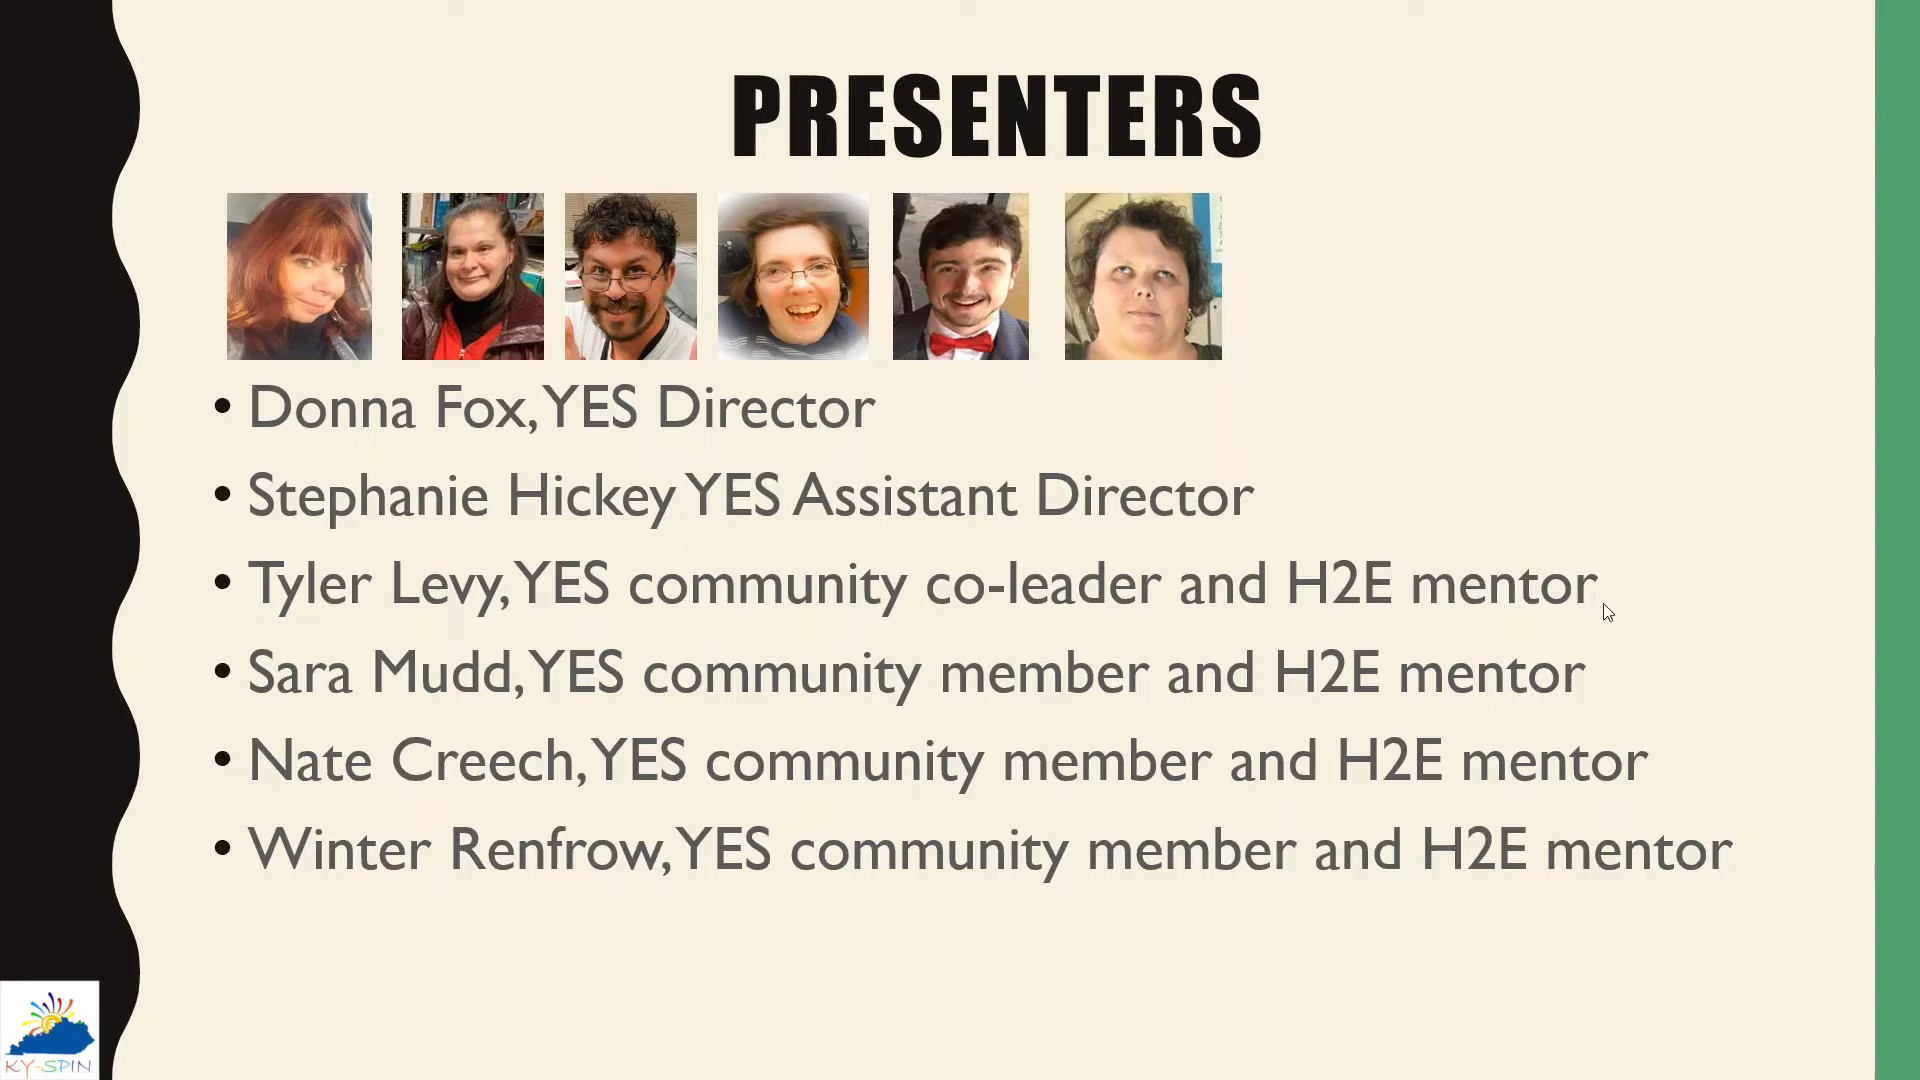 PRESENTERS
• Donna Fox, YES Director
• Stephanie Hickey YES Assistant Director
• Tyler Levy, YES community co-leader and H2E mentor
• Sara Mudd, YES community member and H2E mentor
• Nate Creech, YES community member and H2E mentor
• Winter Renfrow, YES community member and H2E mentor
KY-SPIN